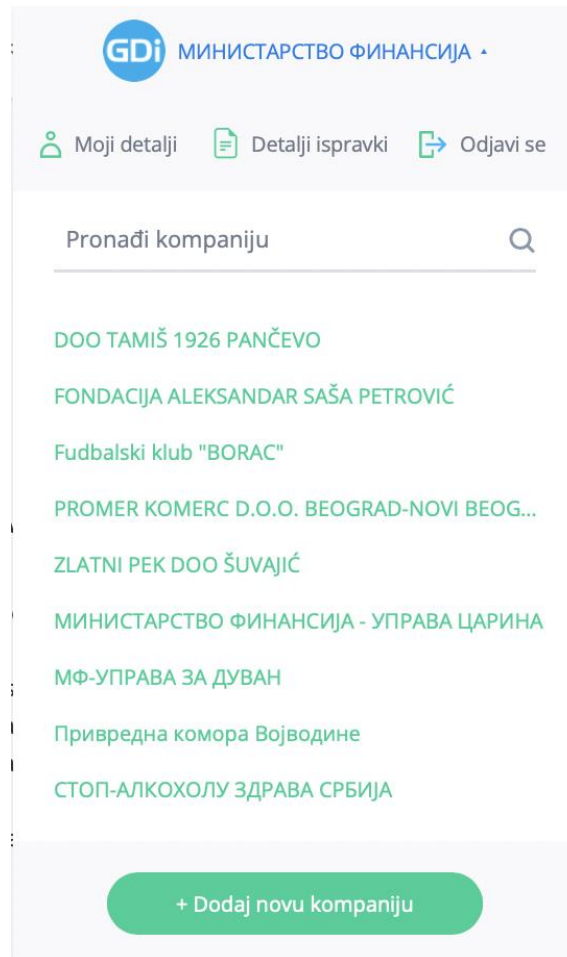 GDi МИНИСТАРСТВО ФИНАНСИЈА
Moji detalji Detalji ispravki Odjavi se
Pronađi kompaniju
DOO TAMIŠ 1926 PANČEVO
FONDACIJA ALEKSANDAR SAŠA PETROVIĆ
Fudbalski klub "BORAC"
PROMER KOMERC D.O.O. BEOGRAD-NOVI BEOG...
ZLATNI PEK DOO ŠUVAJIĆ
МИНИСТАРСТВО ФИНАНСИЈА - УПРАВА ЦАРИНА
МФ-УПРАВА ЗА ДУВАН
Привредна комора Војводине
СТОП-АЛКОХОЛУ ЗДРАВА СРБИЈА
+ Dodaj novu kompaniju